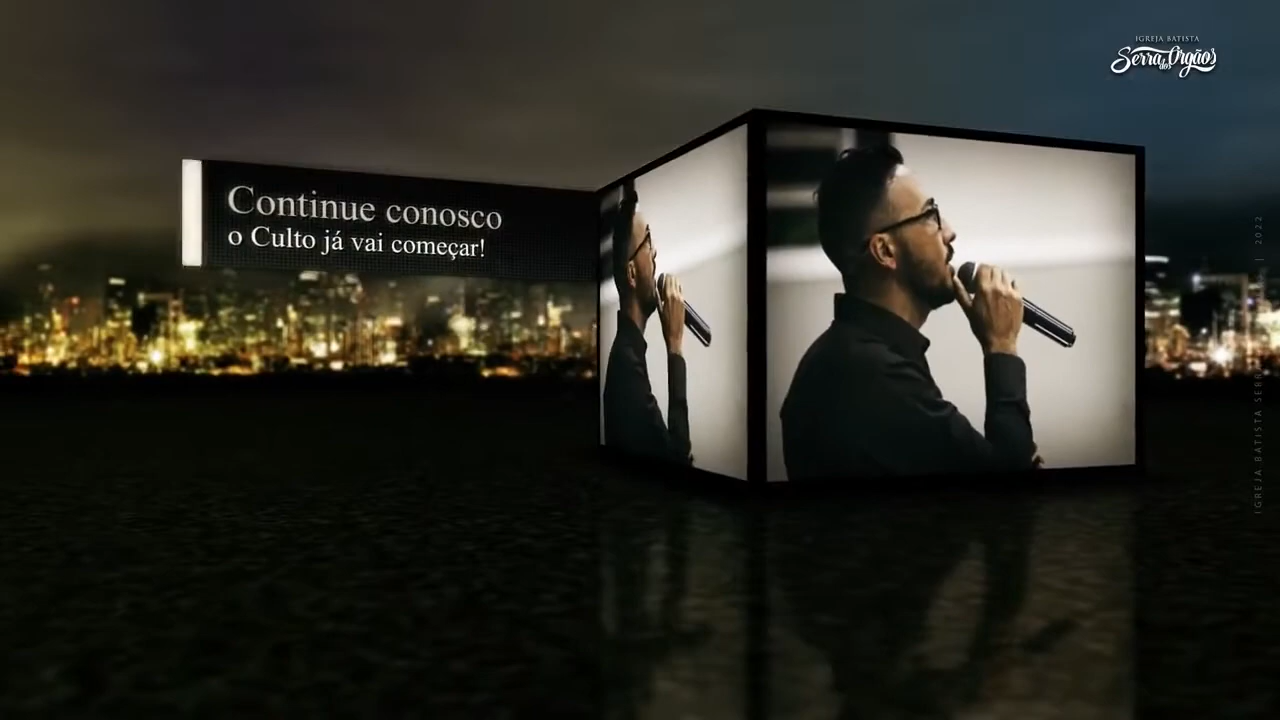 IGREJA BATISTA
Serra dos Órgãos
Continue conosco
o Culto já vai começar!
IGREJA BATISTA SERRA
| 2022